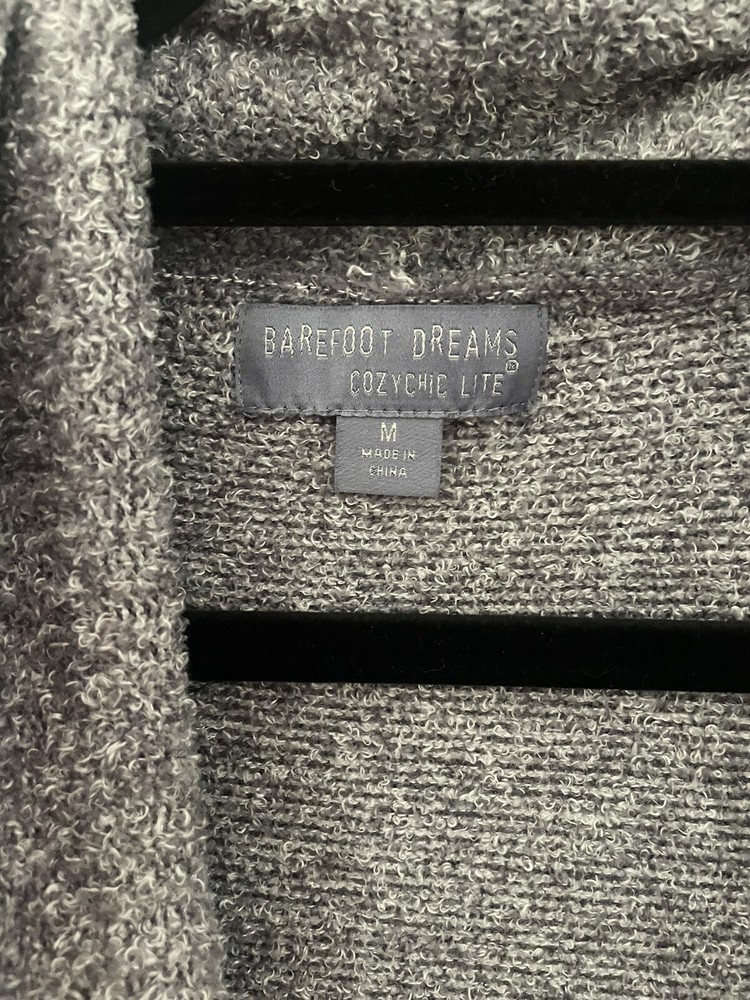 BAREFOOT DREAMS
COZYCHIC LITE®
M
MADE IN
CHINA